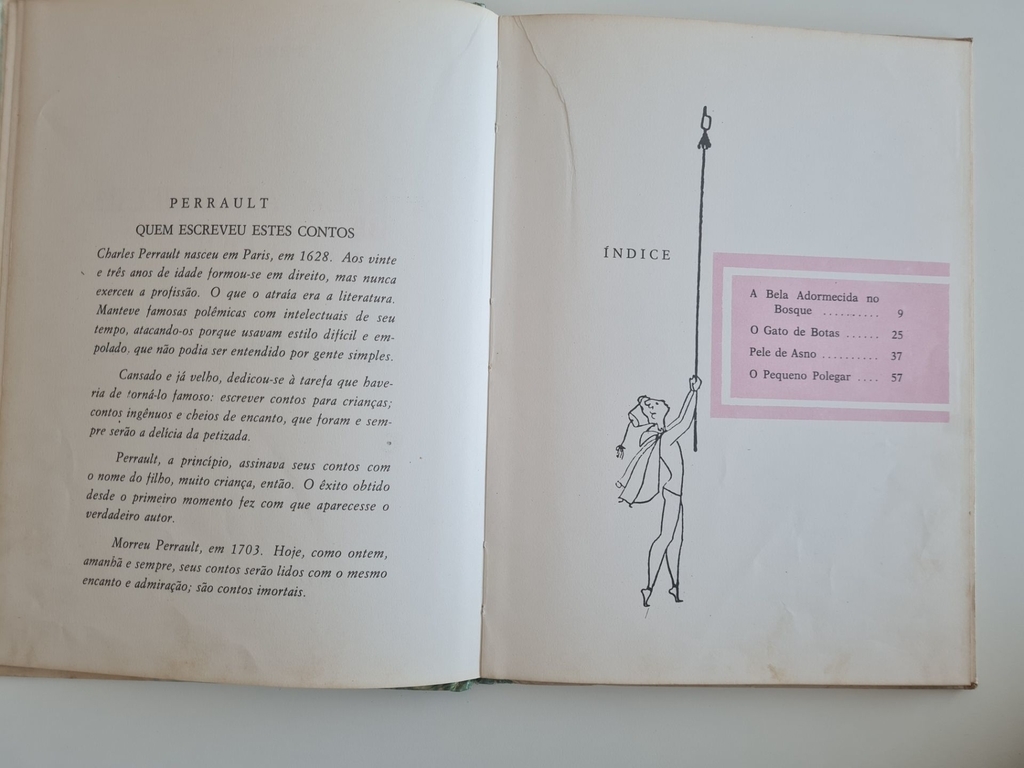 PERRAULT
QUEM ESCREVEU ESTES CONTOS
Charles Perrault nasceu em Paris, em 1628. Aos vinte
e três anos de idade formou-se em direito, mas nunca
exerceu a profissão. O que o atraía era a literatura.
Manteve famosas polêmicas com intelectuais de seu
tempo, atacando-os porque usavam estilo difícil e em-
polado, que não podia ser entendido por gente simples.
Cansado e já velho, dedicou-se à tarefa que have-
ria de torná-lo famoso: escrever contos para crianças;
contos ingênuos e cheios de encanto, que foram e sem-
pre serão a delícia da petizada.
Perrault, a princípio, assinava seus contos com
o nome do filho, muito criança, então. O êxito obtido
desde o primeiro momento fez com que aparecesse o
verdadeiro autor.
Morreu Perrault, em 1703. Hoje, como ontem,
amanhã e sempre, seus contos serão lidos com o mesmo
encanto e admiração; são contos imortais.
ÍNDICE
A Bela Adormecida no
Bosque .......... 9
O Gato de Botas ...... 25
Pele de Asno .......... 37
O Pequeno Polegar .... 57